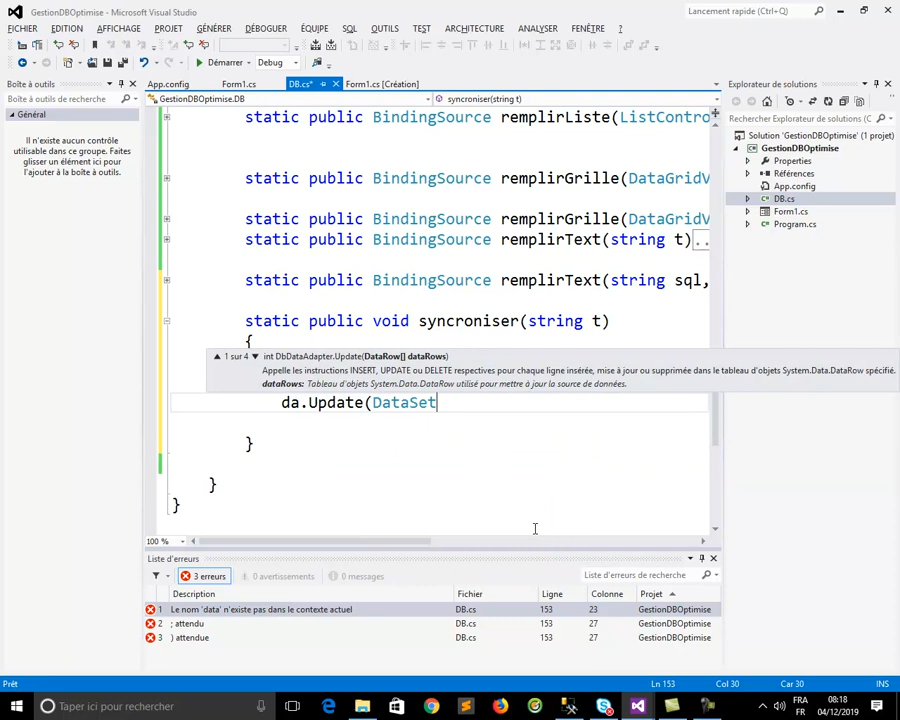 GestionDBOptimise - Microsoft Visual Studio
Lancement rapide (Ctrl+Q)
FICHIER EDITION AFFICHAGE PROJET GÉNÉRER DÉBOGUER ÉQUIPE SQL OUTILS TEST ARCHITECTURE ANALYSER FENÊTRE ?
Démarrer Debug
Boîte à outils
Boîte à outils de recherche
Général
Il n'existe aucun contrôle
utilisable dans ce groupe. Faites
glisser un élément ici pour
l'ajouter à la boîte à outils.
App.config Form1.cs DB.cs* Form1.cs [Création]
GestionDBOptimise.DB syncroniser(string t)
static public BindingSource remplirListe(ListContro
static public BindingSource remplirGrille(DataGridV
static public BindingSource remplirGrille(DataGridV
static public BindingSource remplirText(string t)...
static public BindingSource remplirText(string sql,
static public void syncroniser(string t)
{
1 sur 4 int DbDataAdapter.Update(DataRow[] dataRows)
Appelle les instructions INSERT, UPDATE ou DELETE respectives pour chaque ligne insérée, mise à jour ou supprimée dans le tableau d'objets System.Data.DataRow spécifié.
dataRows: Tableau d'objets System.Data.DataRow utilisé pour mettre à jour la source de données.
da.Update(DataSet
}
}
}
100 %
Explorateur de solutions
Rechercher Explorateur de solutions
Solution 'GestionDBOptimise' (1 projet)
GestionDBOptimise
Properties
Références
App.config
DB.cs
Form1.cs
Program.cs
Liste d'erreurs
3 erreurs 0 avertissements 0 messages Liste d'erreurs de recherche
Description Fichier Ligne Colonne Projet
1 Le nom 'data' n'existe pas dans le contexte actuel DB.cs 153 23 GestionDBOptimise
2 ; attendu DB.cs 153 27 GestionDBOptimise
3 ) attendue DB.cs 153 27 GestionDBOptimise
Prêt Ln 153 Col 30 Car 30 INS
Taper ici pour rechercher
FRA
FR
08:18
04/12/2019